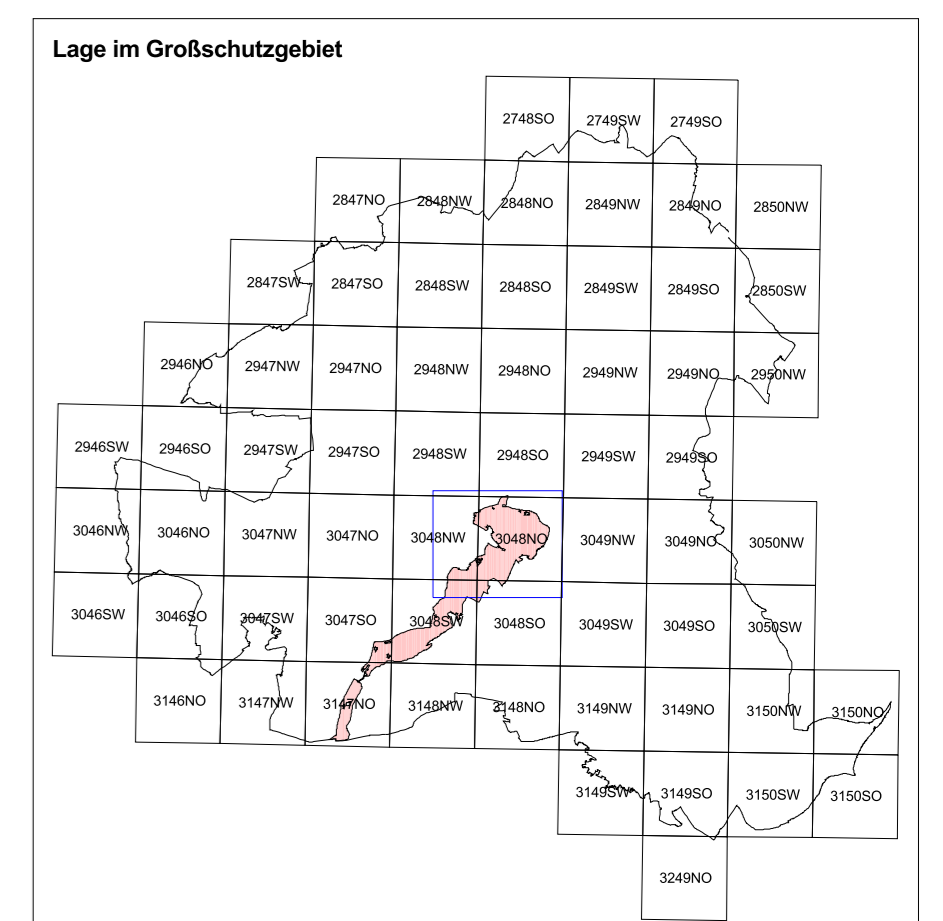 Lage im Großschutzgebiet
2748SO 2749SW 2749SO
2847NO 2848NW 2848NO 2849NW 2849NO 2850NW
2847SW 2847SO 2848SW 2848SO 2849SW 2849SO 2850SW
2946NO 2947NW 2947NO 2948NW 2948NO 2949NW 2949NO 2950NW
2946SW 2946SO 2947SW 2947SO 2948SW 2948SO 2949SW 2949SO
3046NW 3046NO 3047NW 3047NO 3048NW 3048NO 3049NW 3049NO 3050NW
3046SW 3046SO 3047SW 3047SO 3048SW 3048SO 3049SW 3049SO 3050SW
3146NO 3147NW 3147NO 3148NW 3148NO 3149NW 3149NO 3150NW 3150NO
3149SW 3149SO 3150SW 3150SO
3249NO